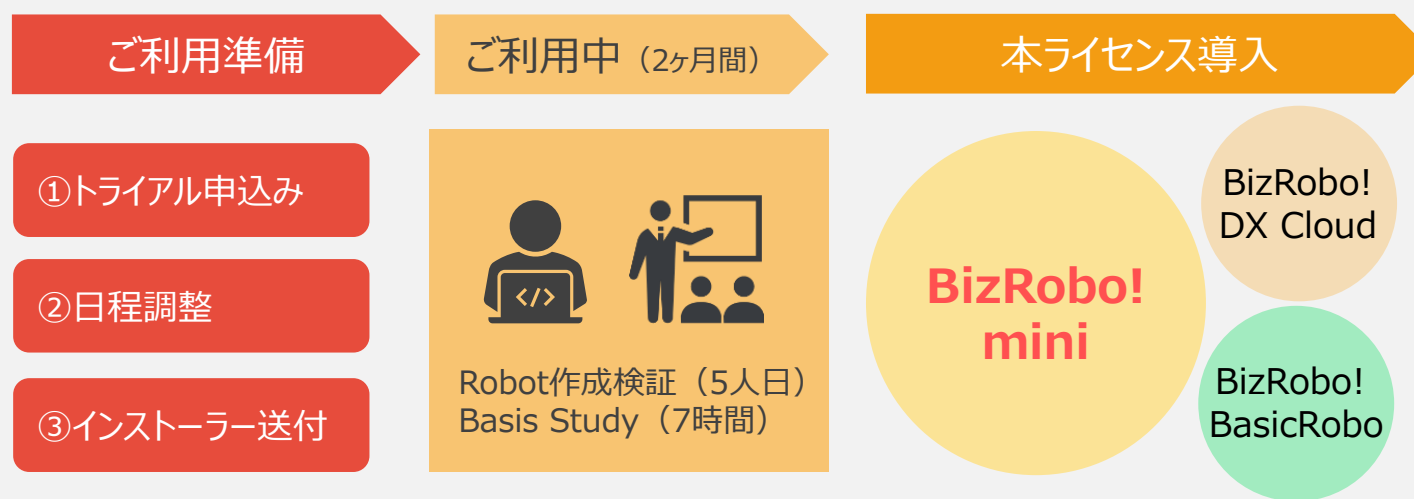 ご利用準備
ご利用中（2ヶ月間）
本ライセンス導入
①トライアル申込み
②日程調整
③インストーラー送付
</>
Robot作成検証（5人日）
Basis Study（7時間）
BizRobo!
mini
BizRobo!
DX Cloud
BizRobo!
BasicRobo